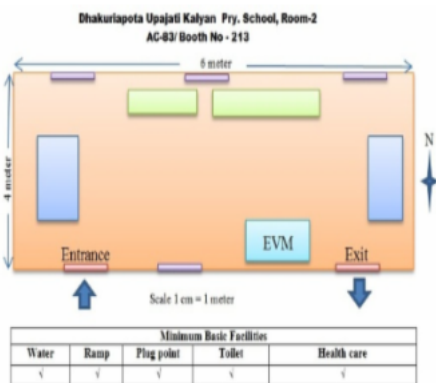 Dhakuriapota Upajati Kalyan Pry. School, Room-2
AC-83/ Booth No - 213
6 meter
4 meter
N
EVM
Entrance
Exit
Scale 1 cm = 1 meter
Minimum Basic Facilities
Water Ramp Plug point Toilet Health care
√ √ √ √ √